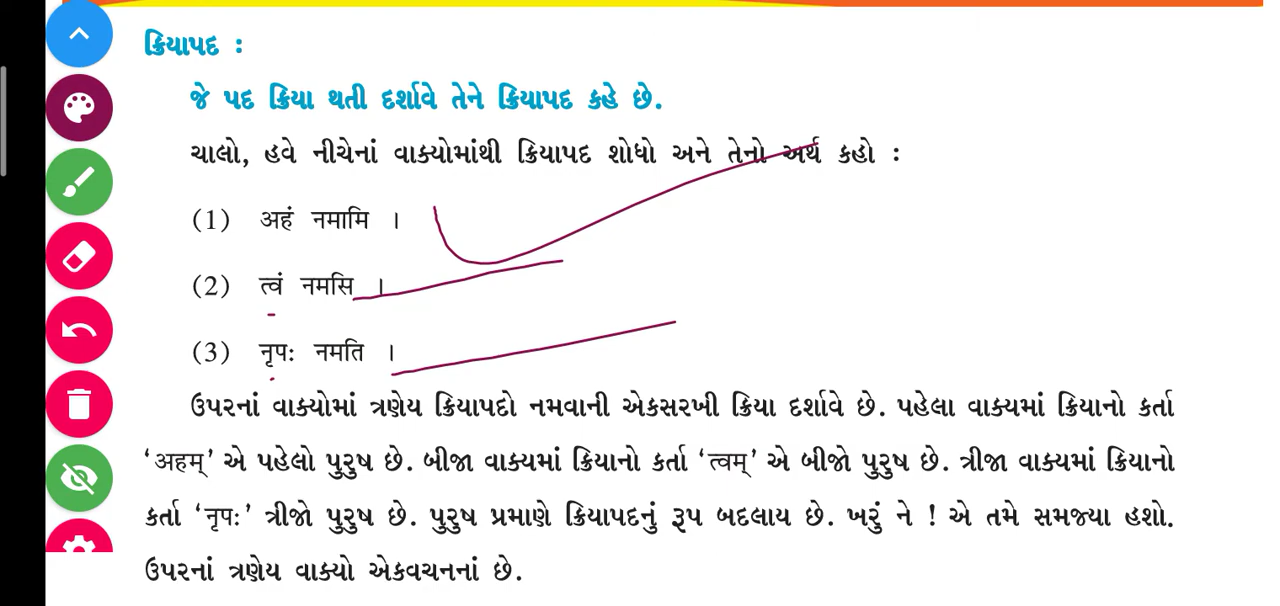 ક્રિયાપદ :
જે પદ ક્રિયા થતી દર્શાવે તેને ક્રિયાપદ કહે છે.
ચાલો, હવે નીચેનાં વાક્યોમાંથી ક્રિયાપદ શોધો અને તેનો અર્થ કહો :
(1) अहं नमामि ।
(2) त्वं नमसि ।
(3) नृपः नमति ।
ઉપરનાં વાક્યોમાં ત્રણેય ક્રિયાપદો નમવાની એકસરખી ક્રિયા દર્શાવે છે. પહેલા વાક્યમાં ક્રિયાનો કર્તા
‘अहम्’ એ પહેલો પુરુષ છે. બીજા વાક્યમાં ક્રિયાનો કર્તા ‘त्वम्’ એ બીજો પુરુષ છે. ત્રીજા વાક્યમાં ક્રિયાનો
કર્તા ‘नृपः’ ત્રીજો પુરુષ છે. પુરુષ પ્રમાણે ક્રિયાપદનું રૂપ બદલાય છે. ખરું ને ! એ તમે સમજ્યા હશો.
ઉપરનાં ત્રણેય વાક્યો એકવચનનાં છે.